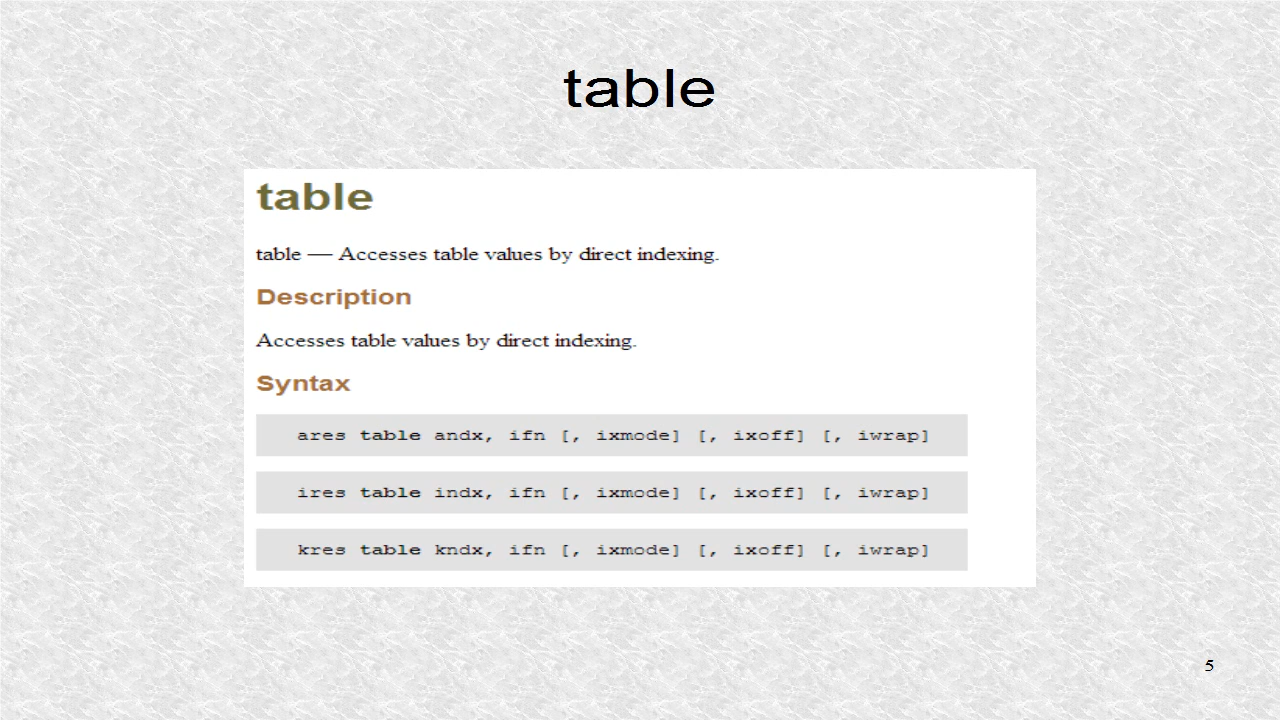 table
table
table — Accesses table values by direct indexing.
Description
Accesses table values by direct indexing.
Syntax
ares table andx, ifn [, ixmode] [, ixoff] [, iwrap]
ires table indx, ifn [, ixmode] [, ixoff] [, iwrap]
kres table kndx, ifn [, ixmode] [, ixoff] [, iwrap]
5